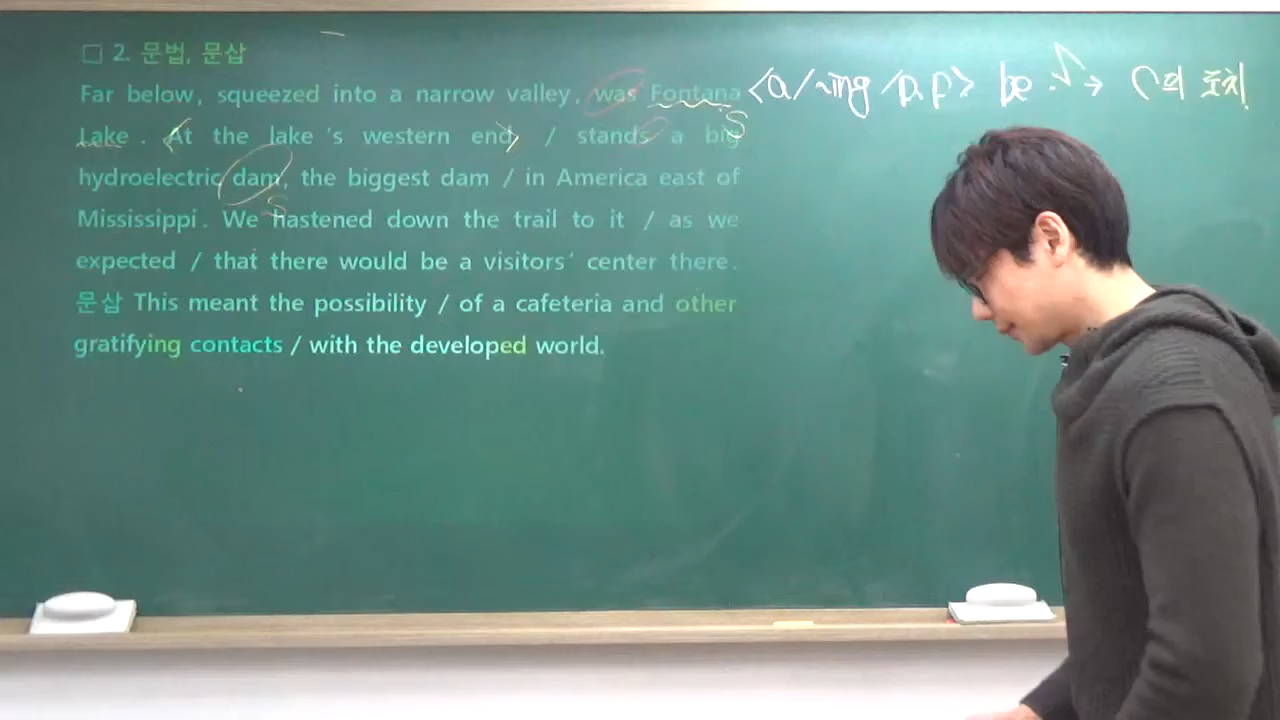 □ 2. 문법, 문삽
Far below, squeezed into a narrow valley, was Fontana
Lake. <At the lake's western end> / stands a big
hydroelectric dam, the biggest dam / in America east of
Mississippi. We hastened down the trail to it / as we
expected / that there would be a visitors' center there.
문삽 This meant the possibility / of a cafeteria and other
gratifying contacts / with the developed world.
<a / ~ing / p.p> be S → C의 도치
S
S